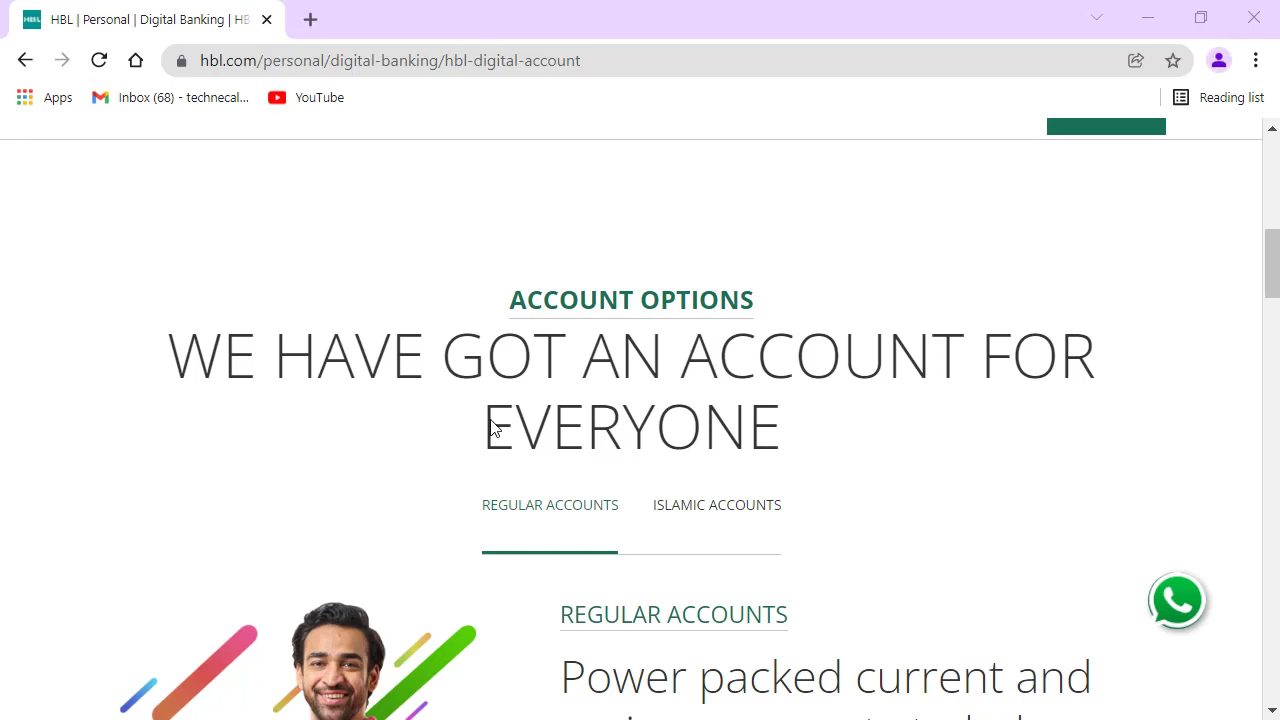 HBL HBL | Personal | Digital Banking | HB
hbl.com/personal/digital-banking/hbl-digital-account
Apps Inbox (68) - technecal... YouTube Reading list
ACCOUNT OPTIONS
WE HAVE GOT AN ACCOUNT FOR
EVERYONE
REGULAR ACCOUNTS ISLAMIC ACCOUNTS
REGULAR ACCOUNTS
Power packed current and